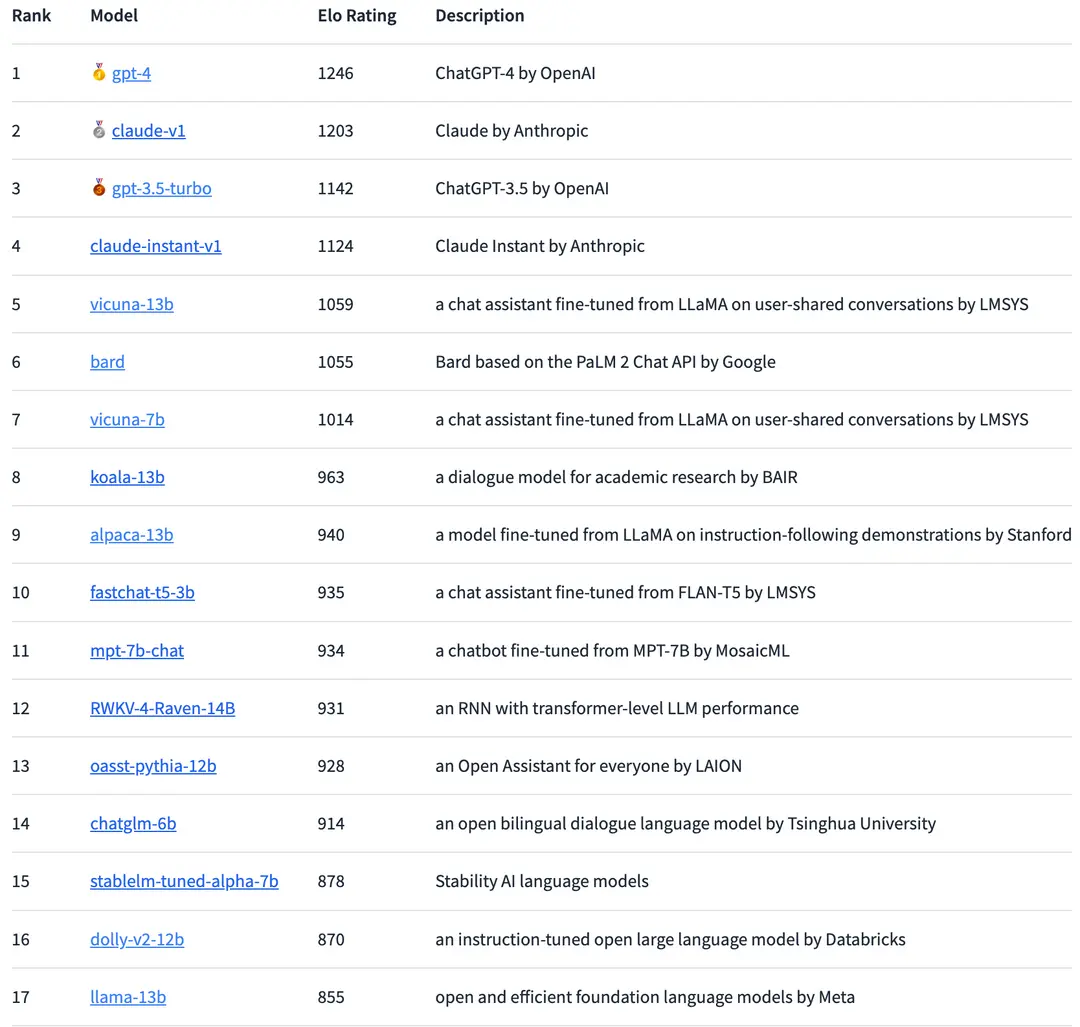 Rank Model Elo Rating Description
1 🥇 gpt-4 1246 ChatGPT-4 by OpenAI
2 🥈 claude-v1 1203 Claude by Anthropic
3 🥉 gpt-3.5-turbo 1142 ChatGPT-3.5 by OpenAI
4 claude-instant-v1 1124 Claude Instant by Anthropic
5 vicuna-13b 1059 a chat assistant fine-tuned from LLaMA on user-shared conversations by LMSYS
6 bard 1055 Bard based on the PaLM 2 Chat API by Google
7 vicuna-7b 1014 a chat assistant fine-tuned from LLaMA on user-shared conversations by LMSYS
8 koala-13b 963 a dialogue model for academic research by BAIR
9 alpaca-13b 940 a model fine-tuned from LLaMA on instruction-following demonstrations by Stanford
10 fastchat-t5-3b 935 a chat assistant fine-tuned from FLAN-T5 by LMSYS
11 mpt-7b-chat 934 a chatbot fine-tuned from MPT-7B by MosaicML
12 RWKV-4-Raven-14B 931 an RNN with transformer-level LLM performance
13 oasst-pythia-12b 928 an Open Assistant for everyone by LAION
14 chatglm-6b 914 an open bilingual dialogue language model by Tsinghua University
15 stablelm-tuned-alpha-7b 878 Stability AI language models
16 dolly-v2-12b 870 an instruction-tuned open large language model by Databricks
17 llama-13b 855 open and efficient foundation language models by Meta